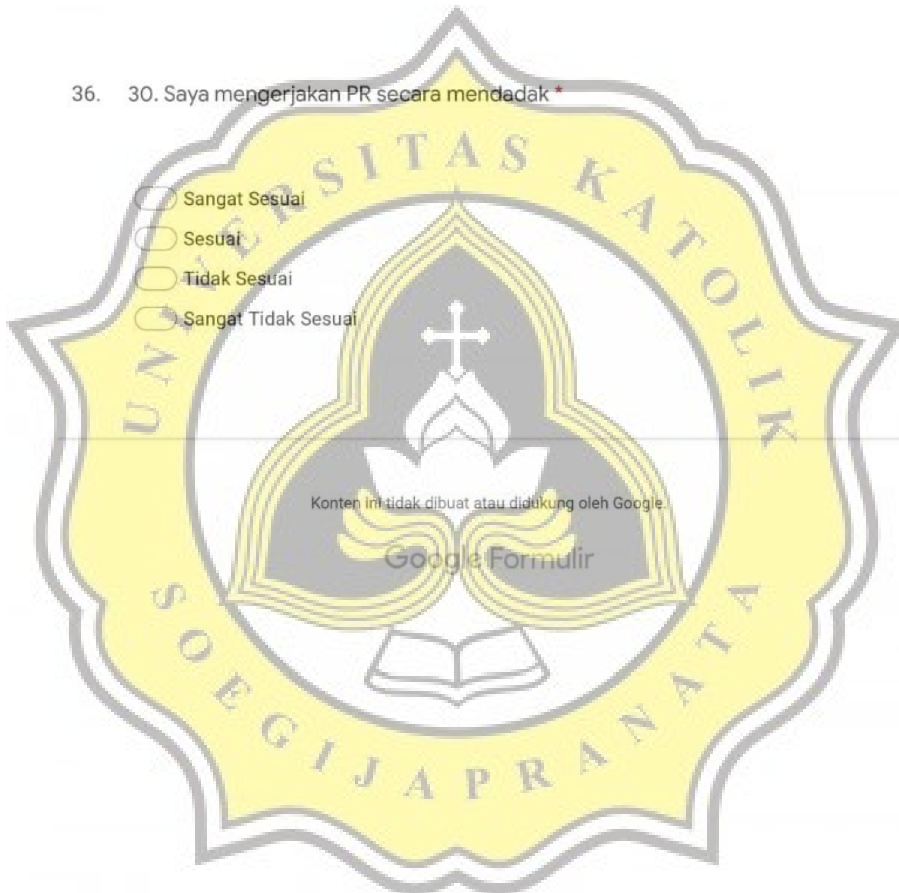 36. 30. Saya mengerjakan PR secara mendadak *
Sangat Sesuai
Sesuai
Tidak Sesuai
Sangat Tidak Sesuai
Konten ini tidak dibuat atau didukung oleh Google.
Google Formulir
UNIVERSITAS KATOLIK
SOEGIJAPRANATA